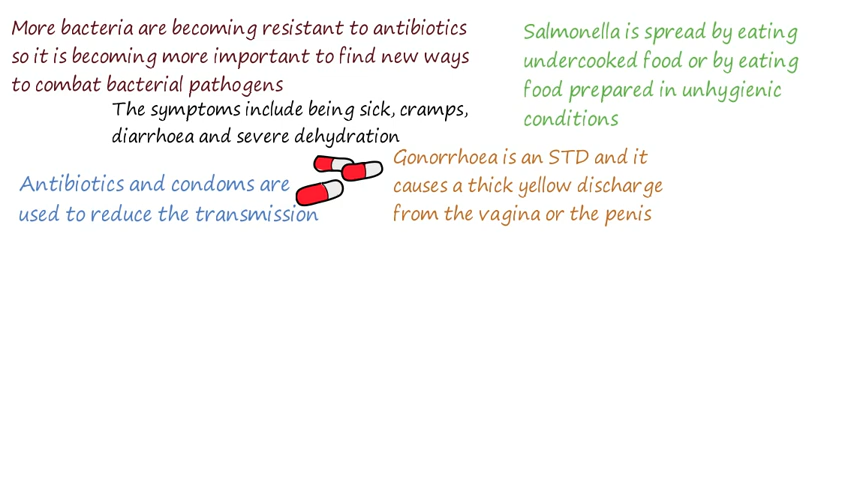 More bacteria are becoming resistant to antibiotics
so it is becoming more important to find new ways
to combat bacterial pathogens
Salmonella is spread by eating
undercooked food or by eating
food prepared in unhygienic
conditions
The symptoms include being sick, cramps,
diarrhoea and severe dehydration
Antibiotics and condoms are
used to reduce the transmission
Gonorrhoea is an STD and it
causes a thick yellow discharge
from the vagina or the penis